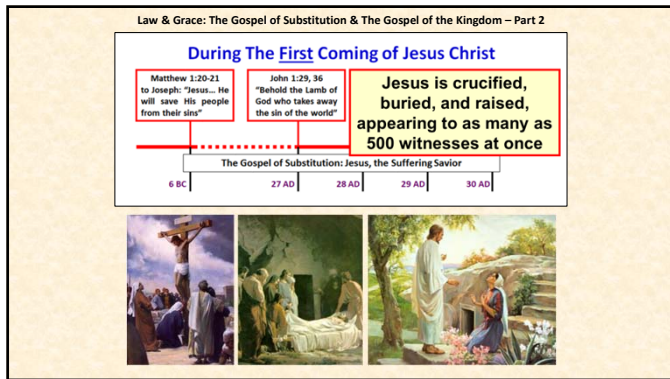 Law & Grace: The Gospel of Substitution & The Gospel of the Kingdom – Part 2
During The First Coming of Jesus Christ
Matthew 1:20-21
to Joseph: “Jesus... He
will save His people
from their sins”
John 1:29, 36
“Behold the Lamb of
God who takes away
the sin of the world”
Jesus is crucified,
buried, and raised,
appearing to as many as
500 witnesses at once
The Gospel of Substitution: Jesus, the Suffering Savior
6 BC
27 AD
28 AD
29 AD
30 AD